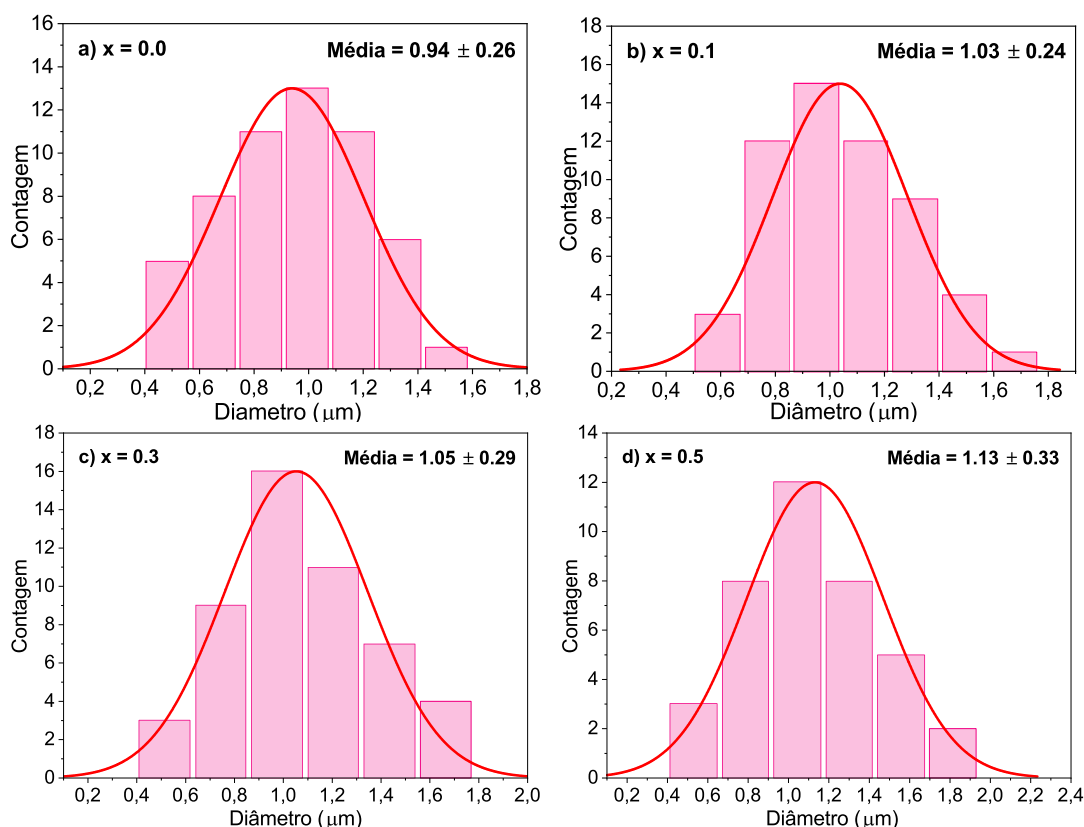 a) x = 0.0
Média = 0.94 ± 0.26
16
14
12
10
8
6
4
2
0
Contagem
0,2 0,4 0,6 0,8 1,0 1,2 1,4 1,6 1,8
Diametro (μm)
b) x = 0.1
Média = 1.03 ± 0.24
18
16
14
12
10
8
6
4
2
0
Contagem
0,2 0,4 0,6 0,8 1,0 1,2 1,4 1,6 1,8
Diâmetro (μm)
c) x = 0.3
Média = 1.05 ± 0.29
18
16
14
12
10
8
6
4
2
0
Contagem
0,2 0,4 0,6 0,8 1,0 1,2 1,4 1,6 1,8 2,0
Diâmetro (μm)
d) x = 0.5
Média = 1.13 ± 0.33
14
12
10
8
6
4
2
0
Contagem
0,2 0,4 0,6 0,8 1,0 1,2 1,4 1,6 1,8 2,0 2,2 2,4
Diâmetro (μm)